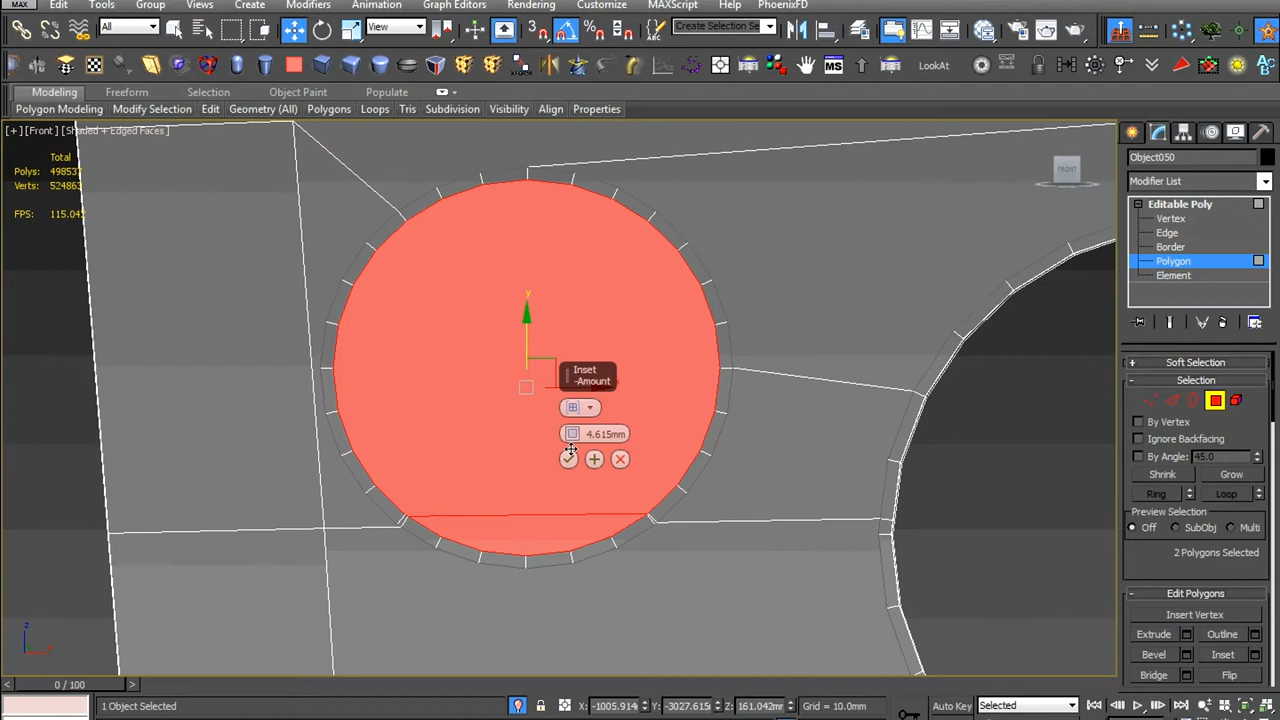 MAX Edit Tools Group Views Create Modifiers Animation Graph Editors Rendering Customize MAXScript Help PhoenixFD
All View 3 Create Selection Se
MS LookAt
Modeling Freeform Selection Object Paint Populate
Polygon Modeling Modify Selection Edit Geometry (All) Polygons Loops Tris Subdivision Visibility Align Properties
[+] [Front] [Shaded + Edged Faces]
Total
Polys: 498537
Verts: 524863
FPS: 115.04
FRONT
y
Inset
-Amount
4.615mm
z
Object050
Modifier List
Editable Poly
Vertex
Edge
Border
Polygon
Element
+ Soft Selection
- Selection
By Vertex
Ignore Backfacing
By Angle: 45.0
Shrink Grow
Ring Loop
Preview Selection
Off SubObj Multi
2 Polygons Selected
- Edit Polygons
Insert Vertex
Extrude Outline
Bevel Inset
Bridge Flip
< 0 / 100 >
1 Object Selected X: -1005.914 Y: -3027.615 Z: 161.042mm Grid = 10.0mm Auto Key Selected